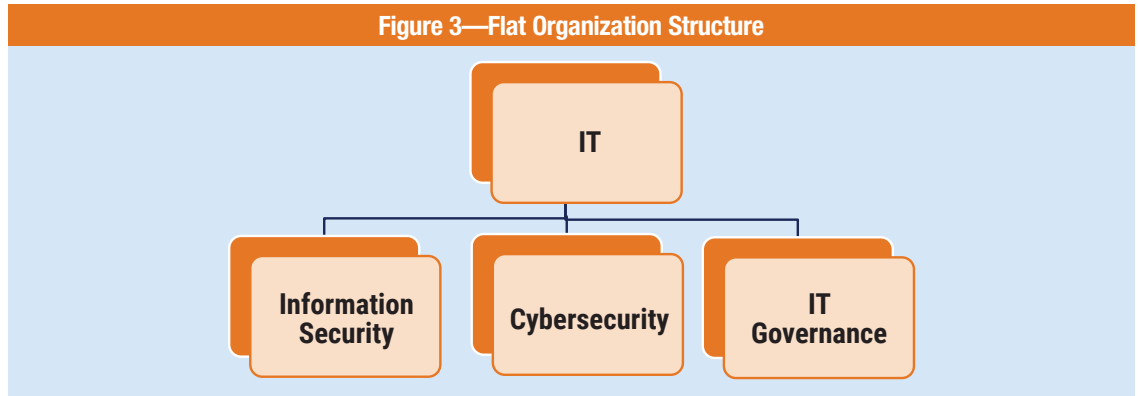 Figure 3—Flat Organization Structure
IT
Information
Security
Cybersecurity
IT
Governance